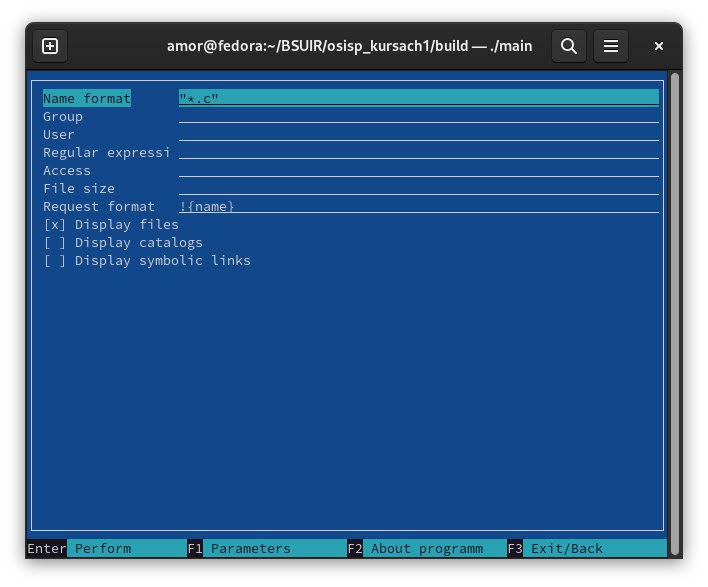 amor@fedora:~/BSUIR/osisp_kursach1/build — ./main
Name format "*.c"
Group
User
Regular expressi
Access
File size
Request format !{name}
[x] Display files
[ ] Display catalogs
[ ] Display symbolic links
Enter Perform F1 Parameters F2 About programm F3 Exit/Back